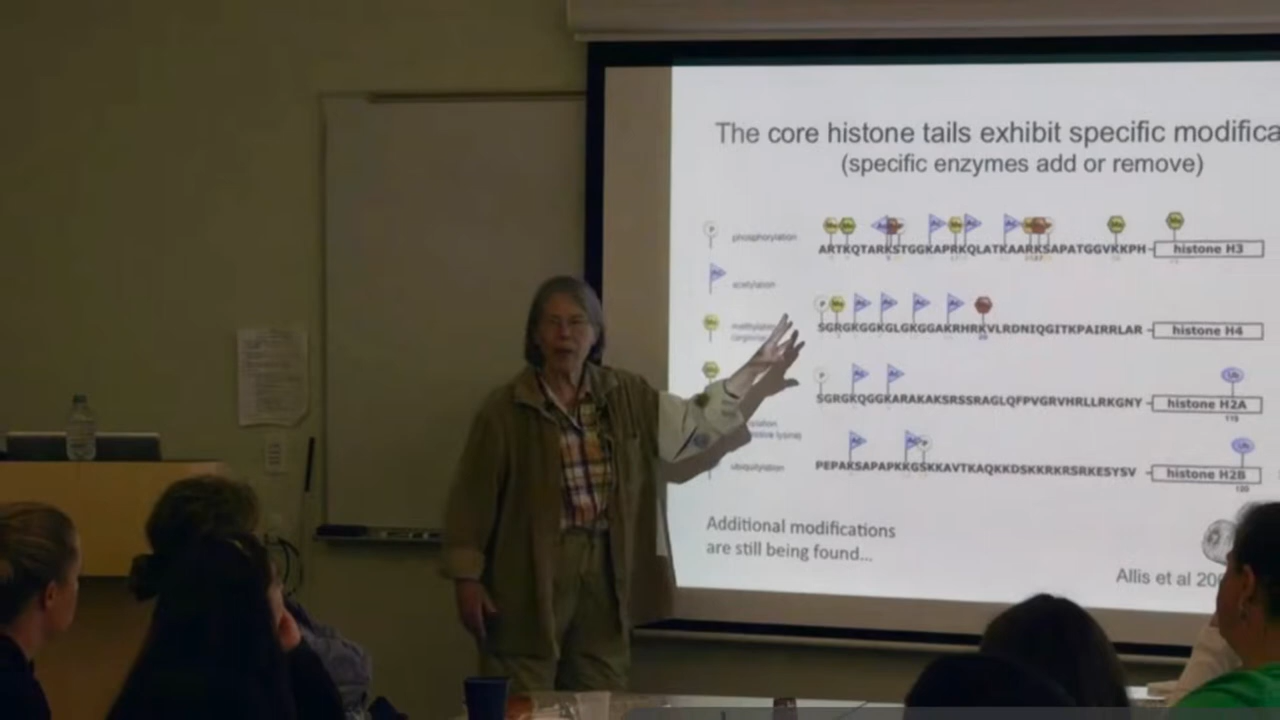 The core histone tails exhibit specific modifica
(specific enzymes add or remove)
phosphorylation
ARTKQTARKSTGGKAPRKQLATKAARKSAPATGGVKKPH
histone H3
acetylation
SGRGKGGKGLGKGGAKRHRKVLRDNIQGITKPAIRRLAR
histone H4
SGRGKQGGKARAKAKSRSSRAGLQFPVGRVHRLLRKGNY
histone H2A
PEPAKSAPAPKKGSKKAVTKAQKKDSKKRKRSRKESYSV
histone H2B
ubiquitylation
Additional modifications
are still being found...
Allis et al 20